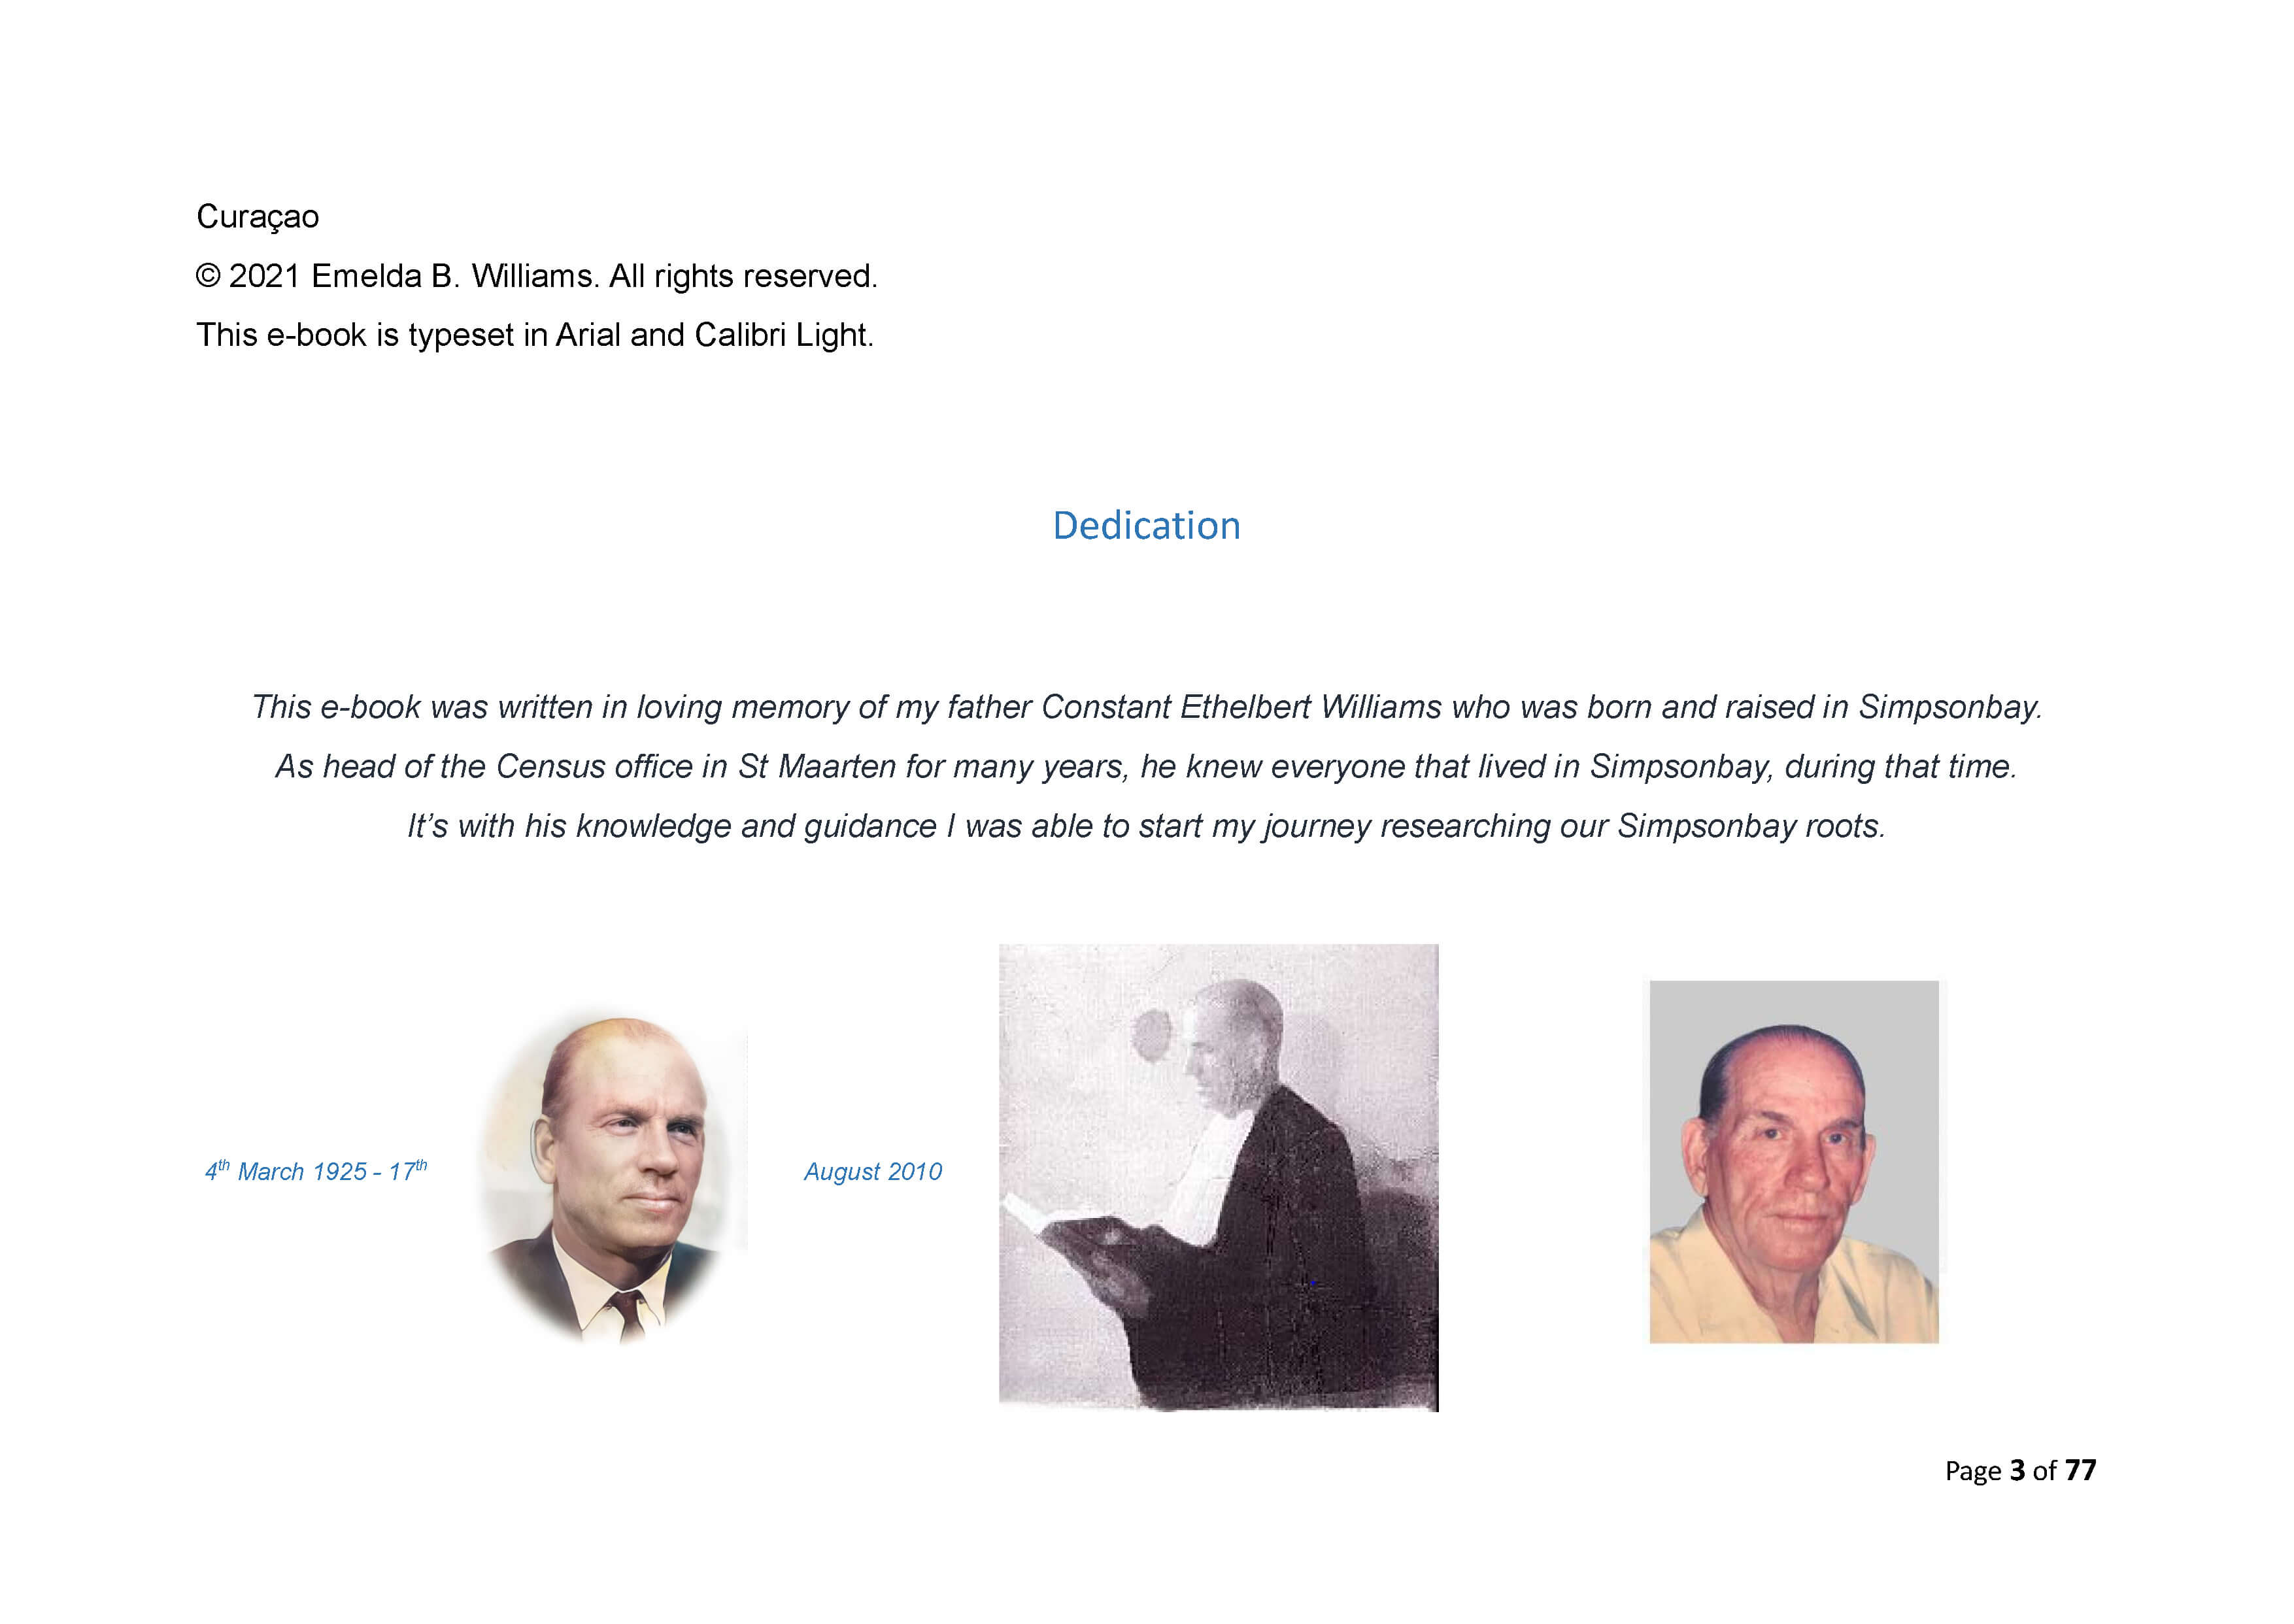 Curaçao
© 2021 Emelda B. Williams. All rights reserved.
This e-book is typeset in Arial and Calibri Light.
Dedication
This e-book was written in loving memory of my father Constant Ethelbert Williams who was born and raised in Simpsonbay.
As head of the Census office in St Maarten for many years, he knew everyone that lived in Simpsonbay, during that time.
It’s with his knowledge and guidance I was able to start my journey researching our Simpsonbay roots.
4th March 1925 - 17th August 2010
Page 3 of 77